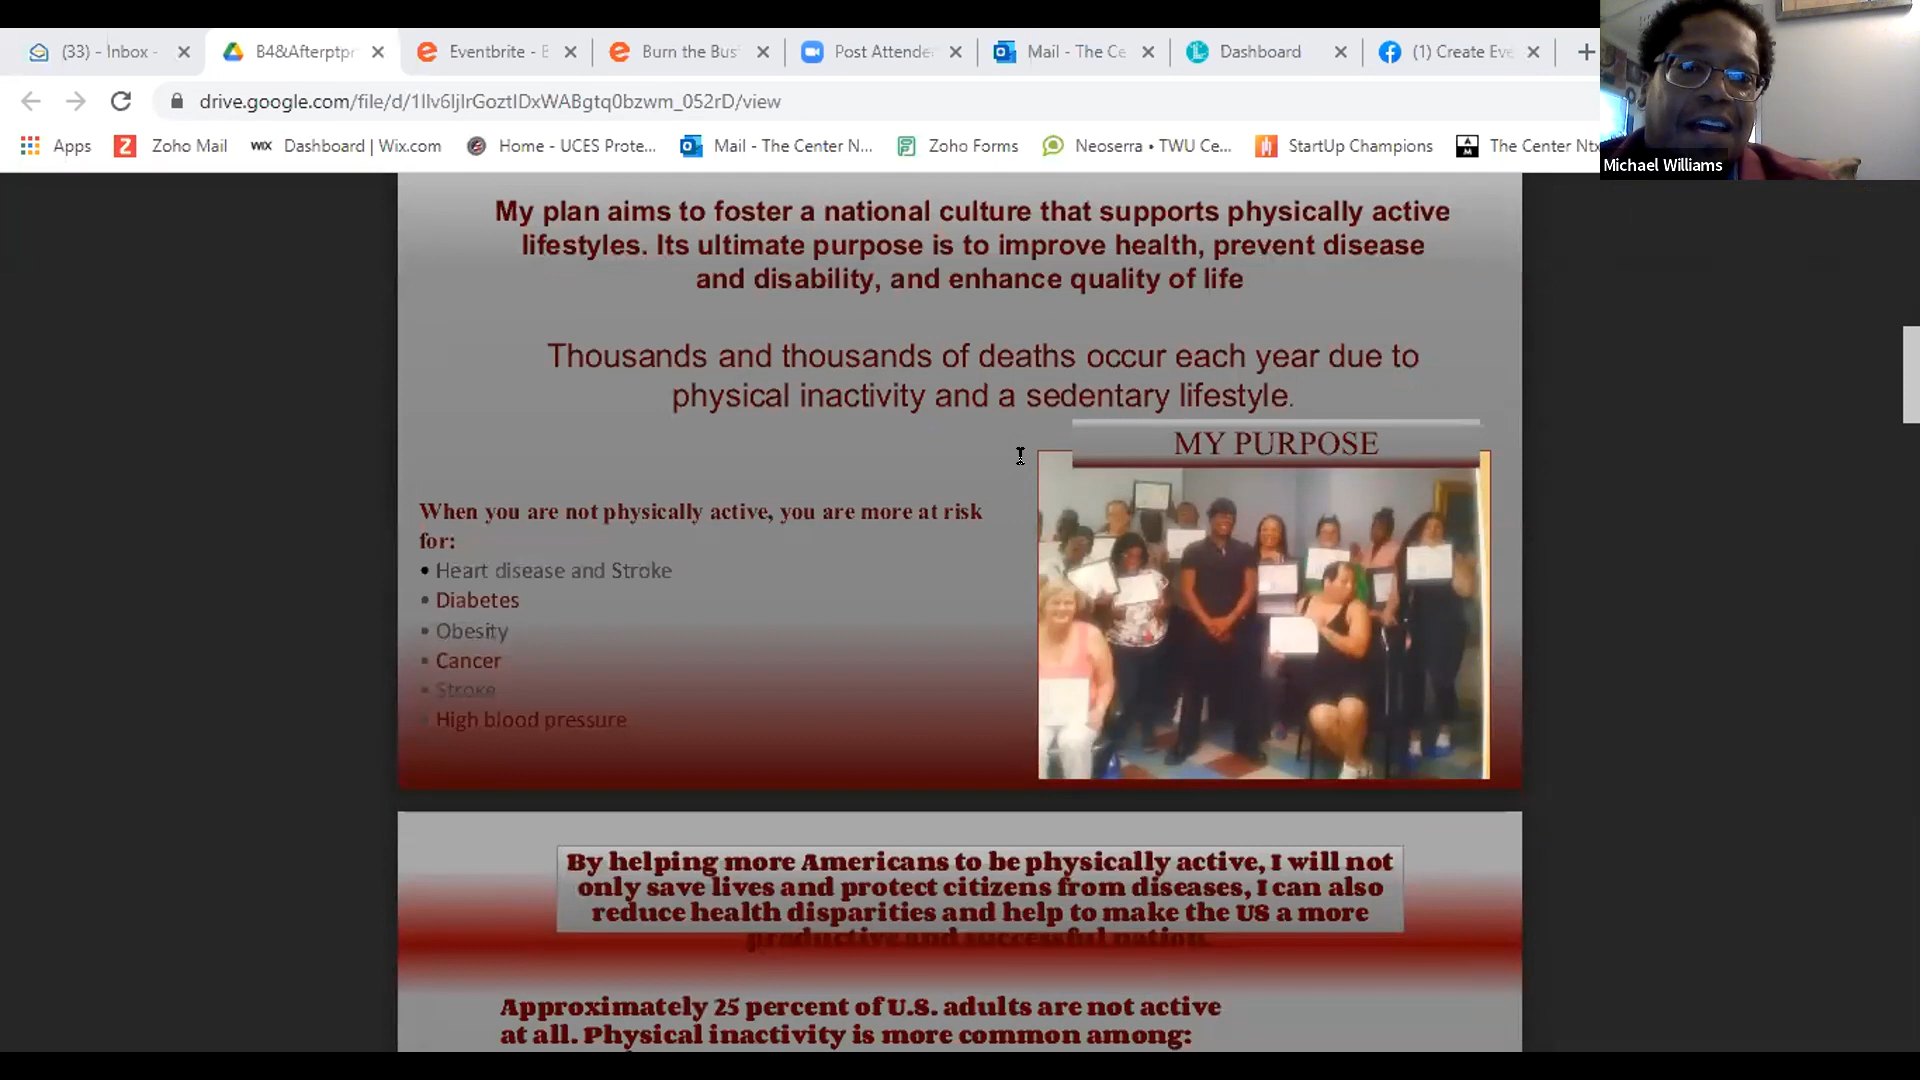 (33) - Inbox -
B4&Afterptpr
Eventbrite - E
Burn the Bus
Post Attende
Mail - The Ce
Dashboard
(1) Create Eve
drive.google.com/file/d/1Ilv6IjIrGoztIDxWABgtq0bzwm_052rD/view
Apps
Zoho Mail
WIX Dashboard | Wix.com
Home - UCES Prote...
Mail - The Center N...
Zoho Forms
Neoserra • TWU Ce...
StartUp Champions
The Center Ntx
Michael Williams
My plan aims to foster a national culture that supports physically active
lifestyles. Its ultimate purpose is to improve health, prevent disease
and disability, and enhance quality of life
Thousands and thousands of deaths occur each year due to
physical inactivity and a sedentary lifestyle.
MY PURPOSE
When you are not physically active, you are more at risk
for:
• Heart disease and Stroke
• Diabetes
• Obesity
• Cancer
• Stroke
• High blood pressure
By helping more Americans to be physically active, I will not
only save lives and protect citizens from diseases, I can also
reduce health disparities and help to make the US a more
productive and successful nation.
Approximately 25 percent of U.S. adults are not active
at all. Physical inactivity is more common among: